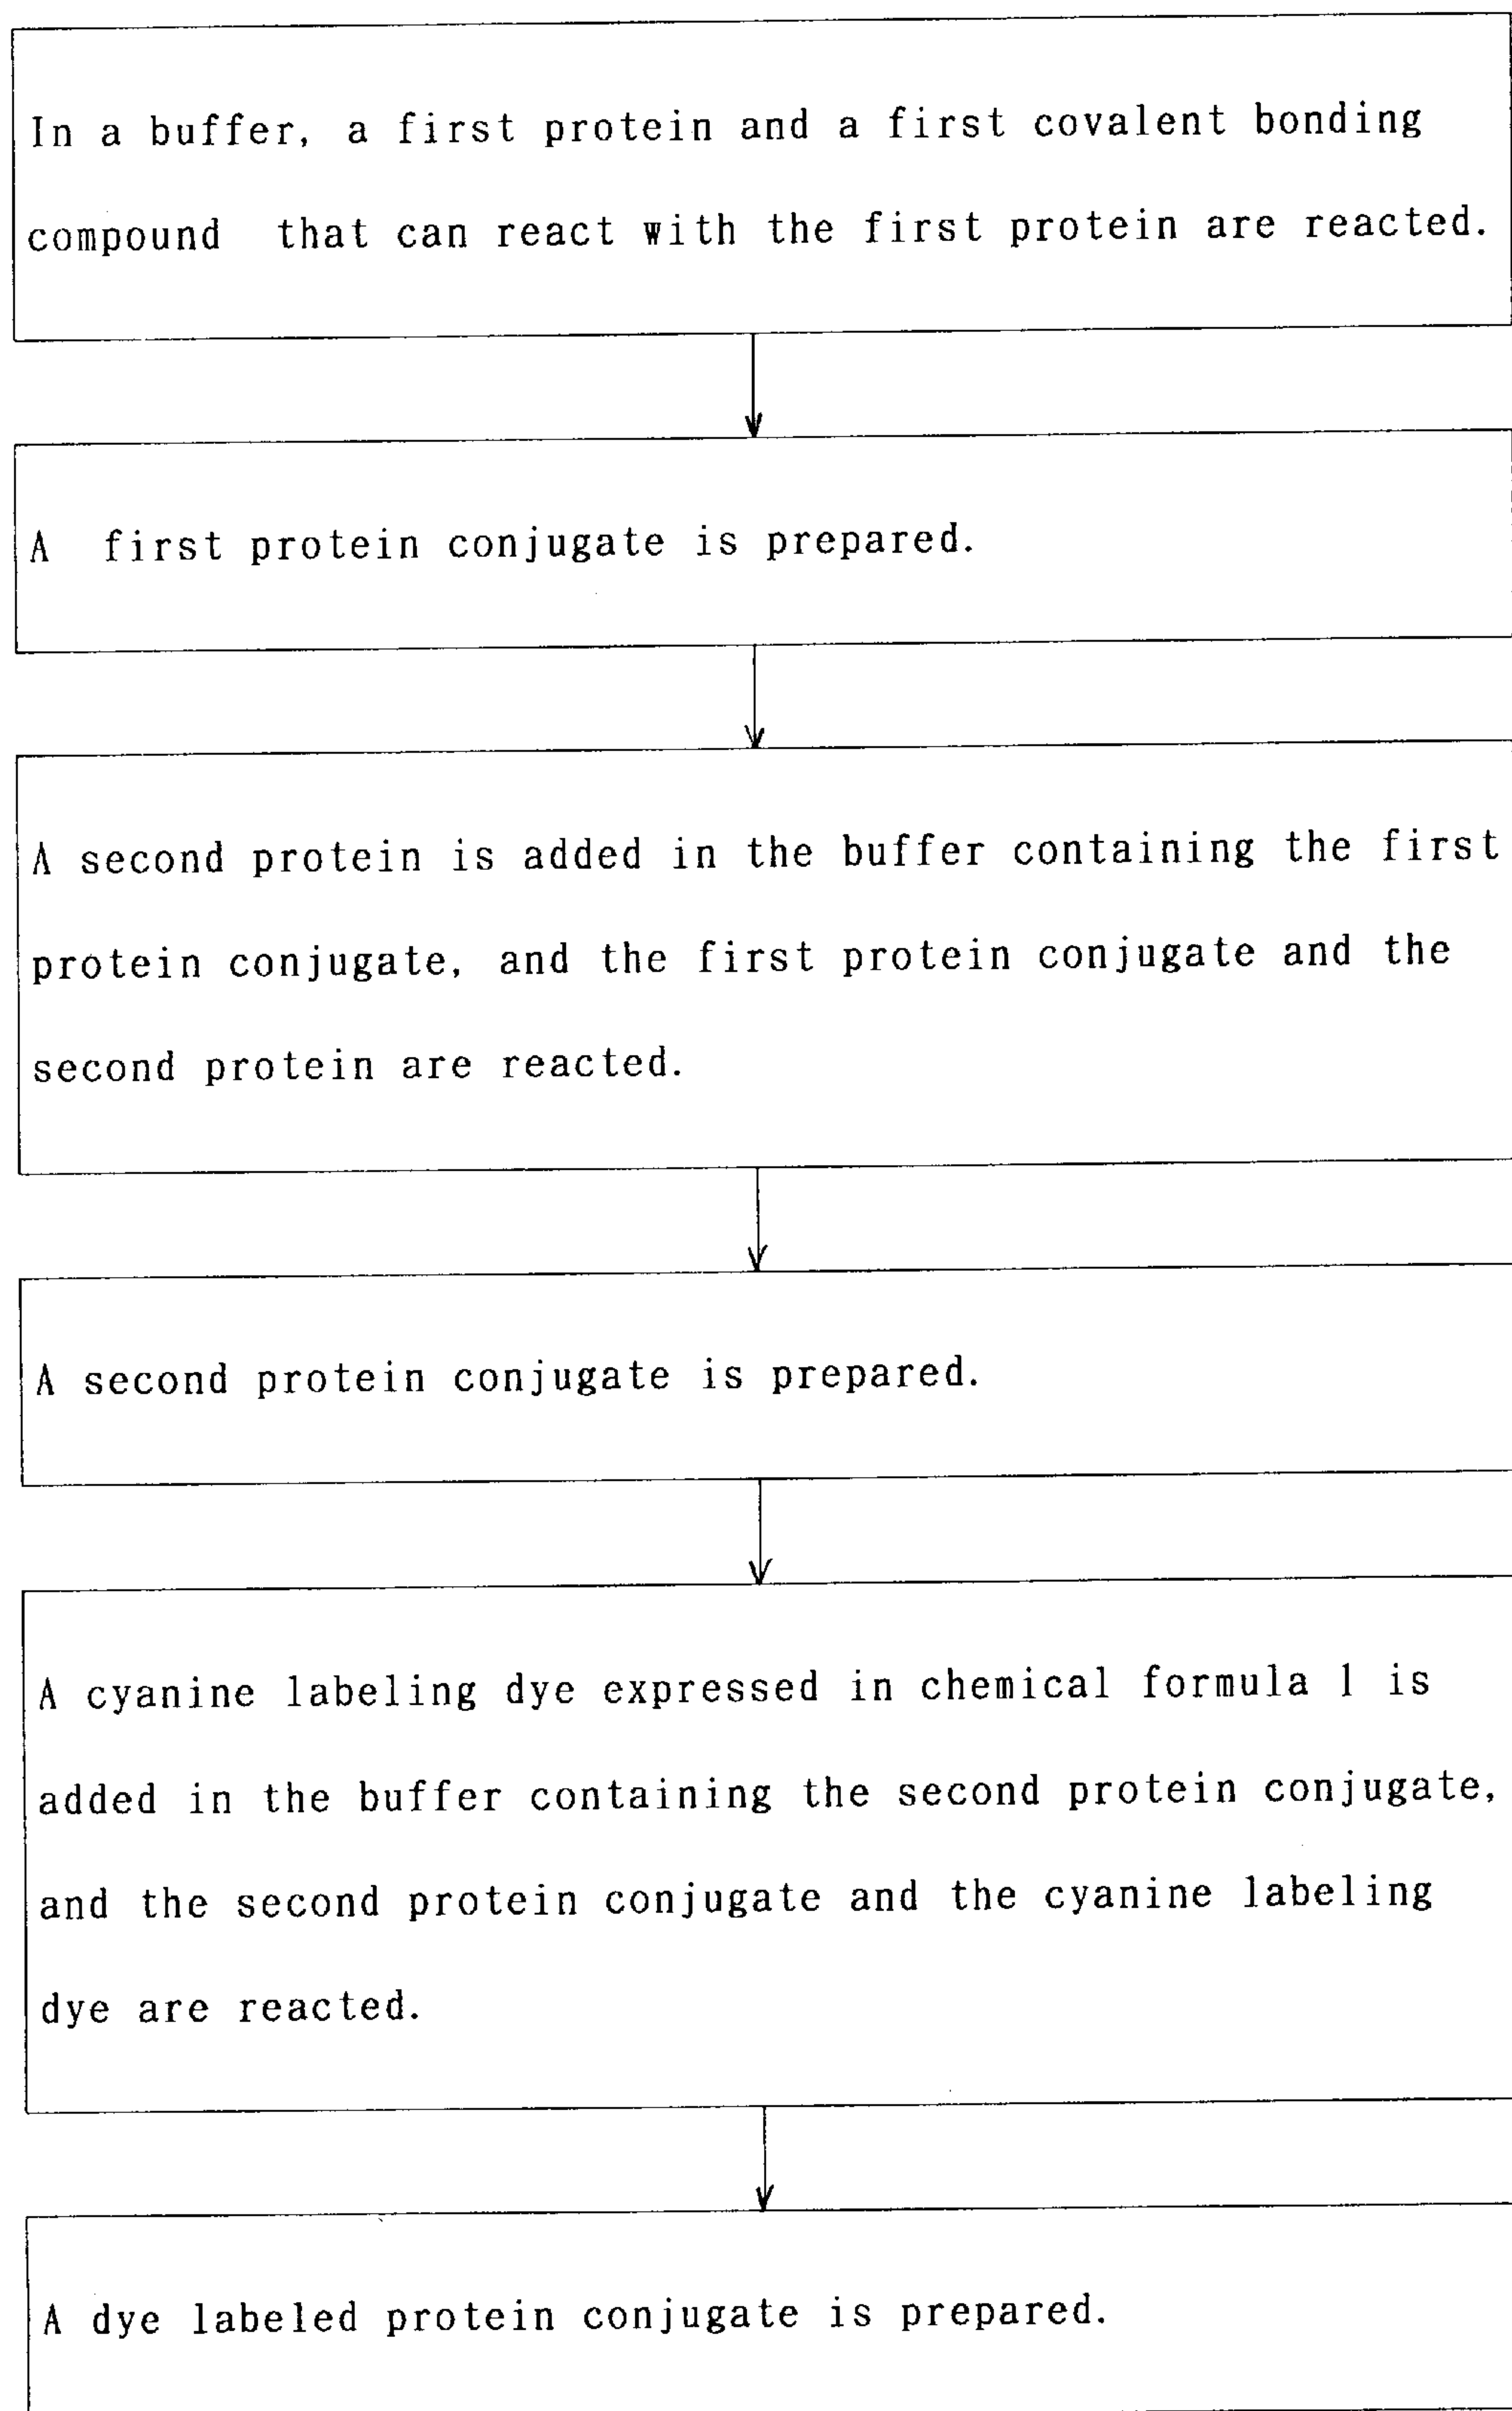 In a buffer, a first protein and a first covalent bonding
compound that can react with the first protein are reacted.
A first protein conjugate is prepared.
A second protein is added in the buffer containing the first
protein conjugate, and the first protein conjugate and the
second protein are reacted.
A second protein conjugate is prepared.
A cyanine labeling dye expressed in chemical formula 1 is
added in the buffer containing the second protein conjugate,
and the second protein conjugate and the cyanine labeling
dye are reacted.
A dye labeled protein conjugate is prepared.